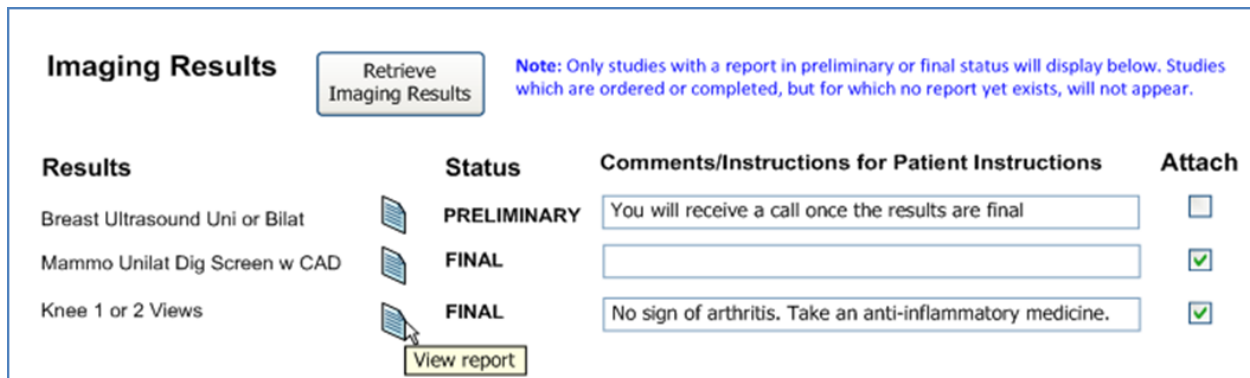 Imaging Results
Retrieve
Imaging Results
Note: Only studies with a report in preliminary or final status will display below. Studies
which are ordered or completed, but for which no report yet exists, will not appear.
Results Status Comments/Instructions for Patient Instructions Attach
Breast Ultrasound Uni or Bilat PRELIMINARY You will receive a call once the results are final
Mammo Unilat Dig Screen w CAD FINAL
Knee 1 or 2 Views FINAL No sign of arthritis. Take an anti-inflammatory medicine.
View report